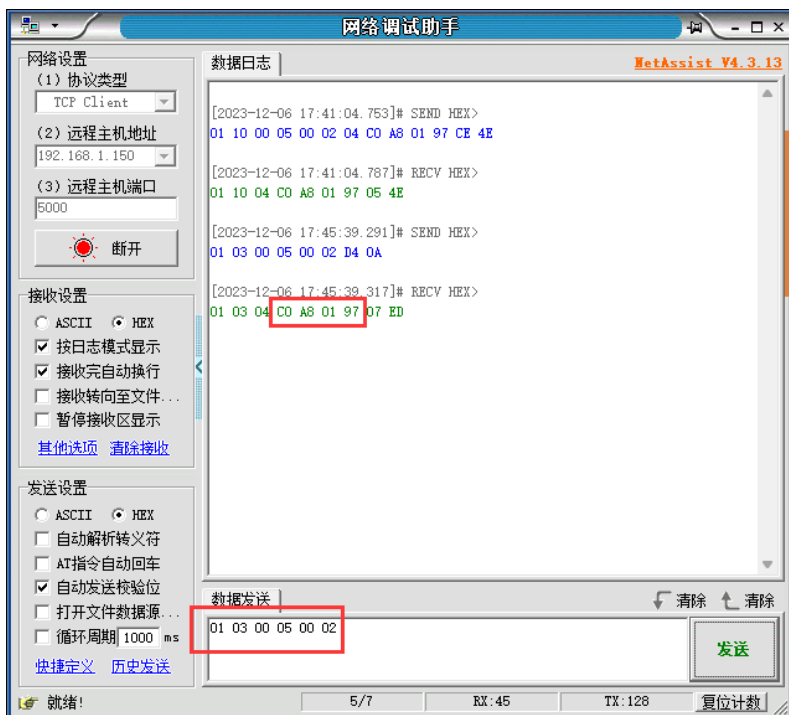 网络调试助手
网络设置
(1) 协议类型
TCP Client
(2) 远程主机地址
192.168.1.150
(3) 远程主机端口
5000
断开
接收设置
ASCII HEX
按日志模式显示
接收完自动换行
接收转向至文件...
暂停接收区显示
其他选项 清除接收
发送设置
ASCII HEX
自动解析转义符
AT指令自动回车
自动发送校验位
打开文件数据源...
循环周期 1000 ms
快捷定义 历史发送
数据日志 NetAssist V4.3.13
[2023-12-06 17:41:04.753]# SEND HEX>
01 10 00 05 00 02 04 C0 A8 01 97 CE 4E
[2023-12-06 17:41:04.787]# RECV HEX>
01 10 04 C0 A8 01 97 05 4E
[2023-12-06 17:45:39.291]# SEND HEX>
01 03 00 05 00 02 D4 0A
[2023-12-06 17:45:39.317]# RECV HEX>
01 03 04 C0 A8 01 97 07 ED
数据发送 清除 清除
01 03 00 05 00 02
发送
就绪! 5/7 RX:45 TX:128 复位计数